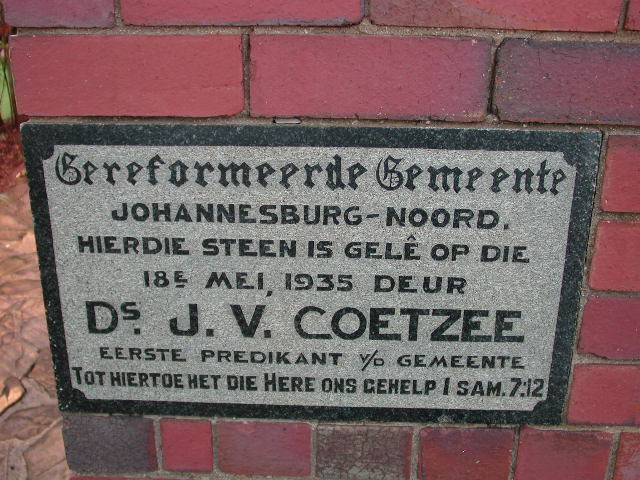 Gereformeerde Gemeente
JOHANNESBURG-NOORD.
HIERDIE STEEN IS GELÊ OP DIE
18E MEI, 1935 DEUR
DS. J. V. COETZEE
EERSTE PREDIKANT V/D GEMEENTE
TOT HIERTOE HET DIE HERE ONS GEHELP I SAM. 7:12